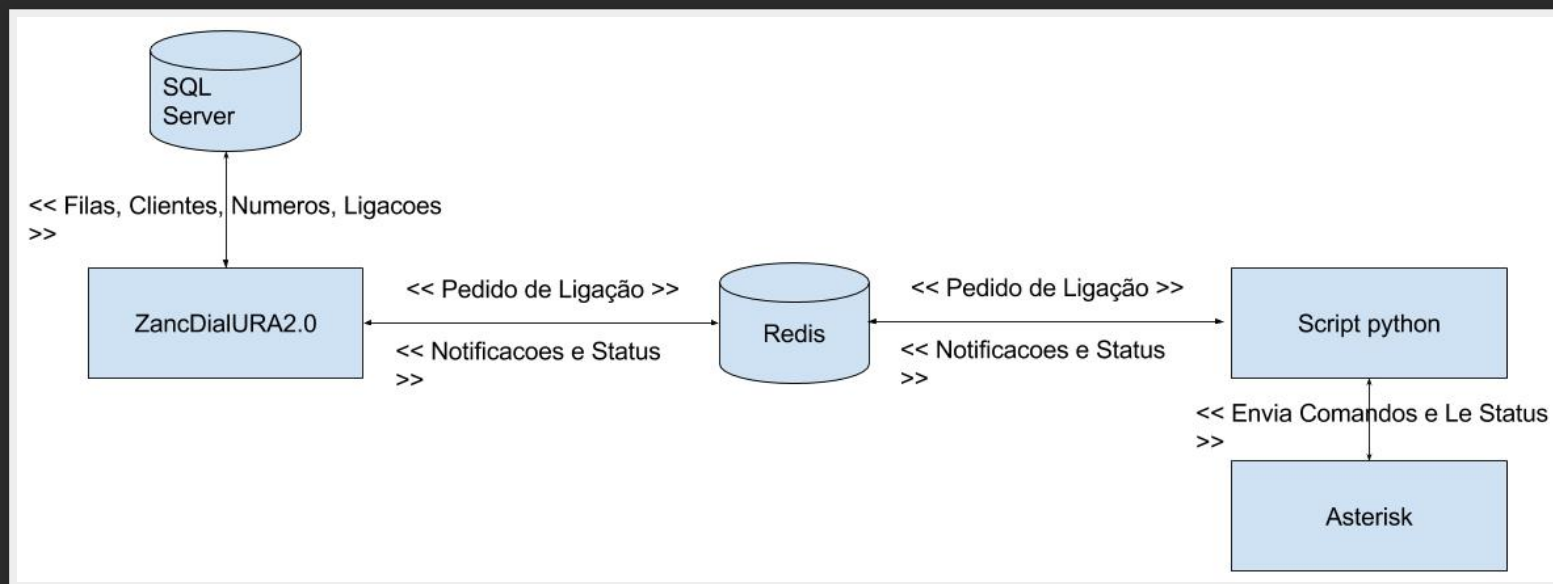 SQL
Server
<< Filas, Clientes, Numeros, Ligacoes
>>
ZancDialURA2.0
<< Pedido de Ligação >>
<< Notificacoes e Status
>>
Redis
<< Pedido de Ligação >>
<< Notificacoes e Status
>>
Script python
<< Envia Comandos e Le Status
>>
Asterisk